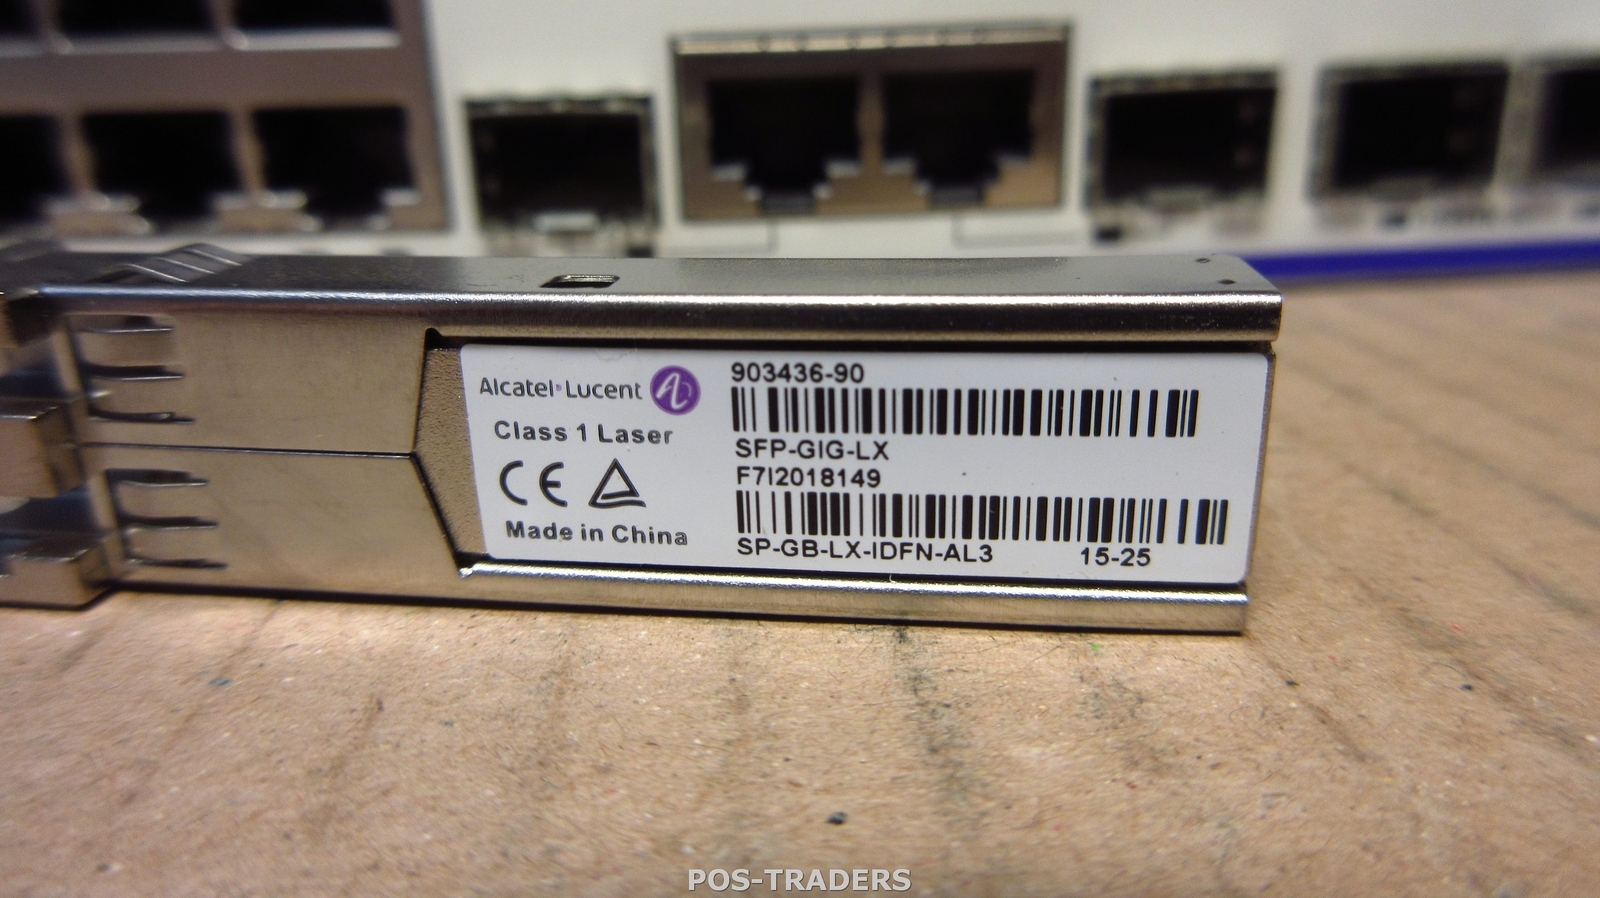 Alcatel·Lucent
Class 1 Laser
CE
Made in China
903436-90
SFP-GIG-LX
F7I2018149
SP-GB-LX-IDFN-AL3 15-25
POS-TRADERS